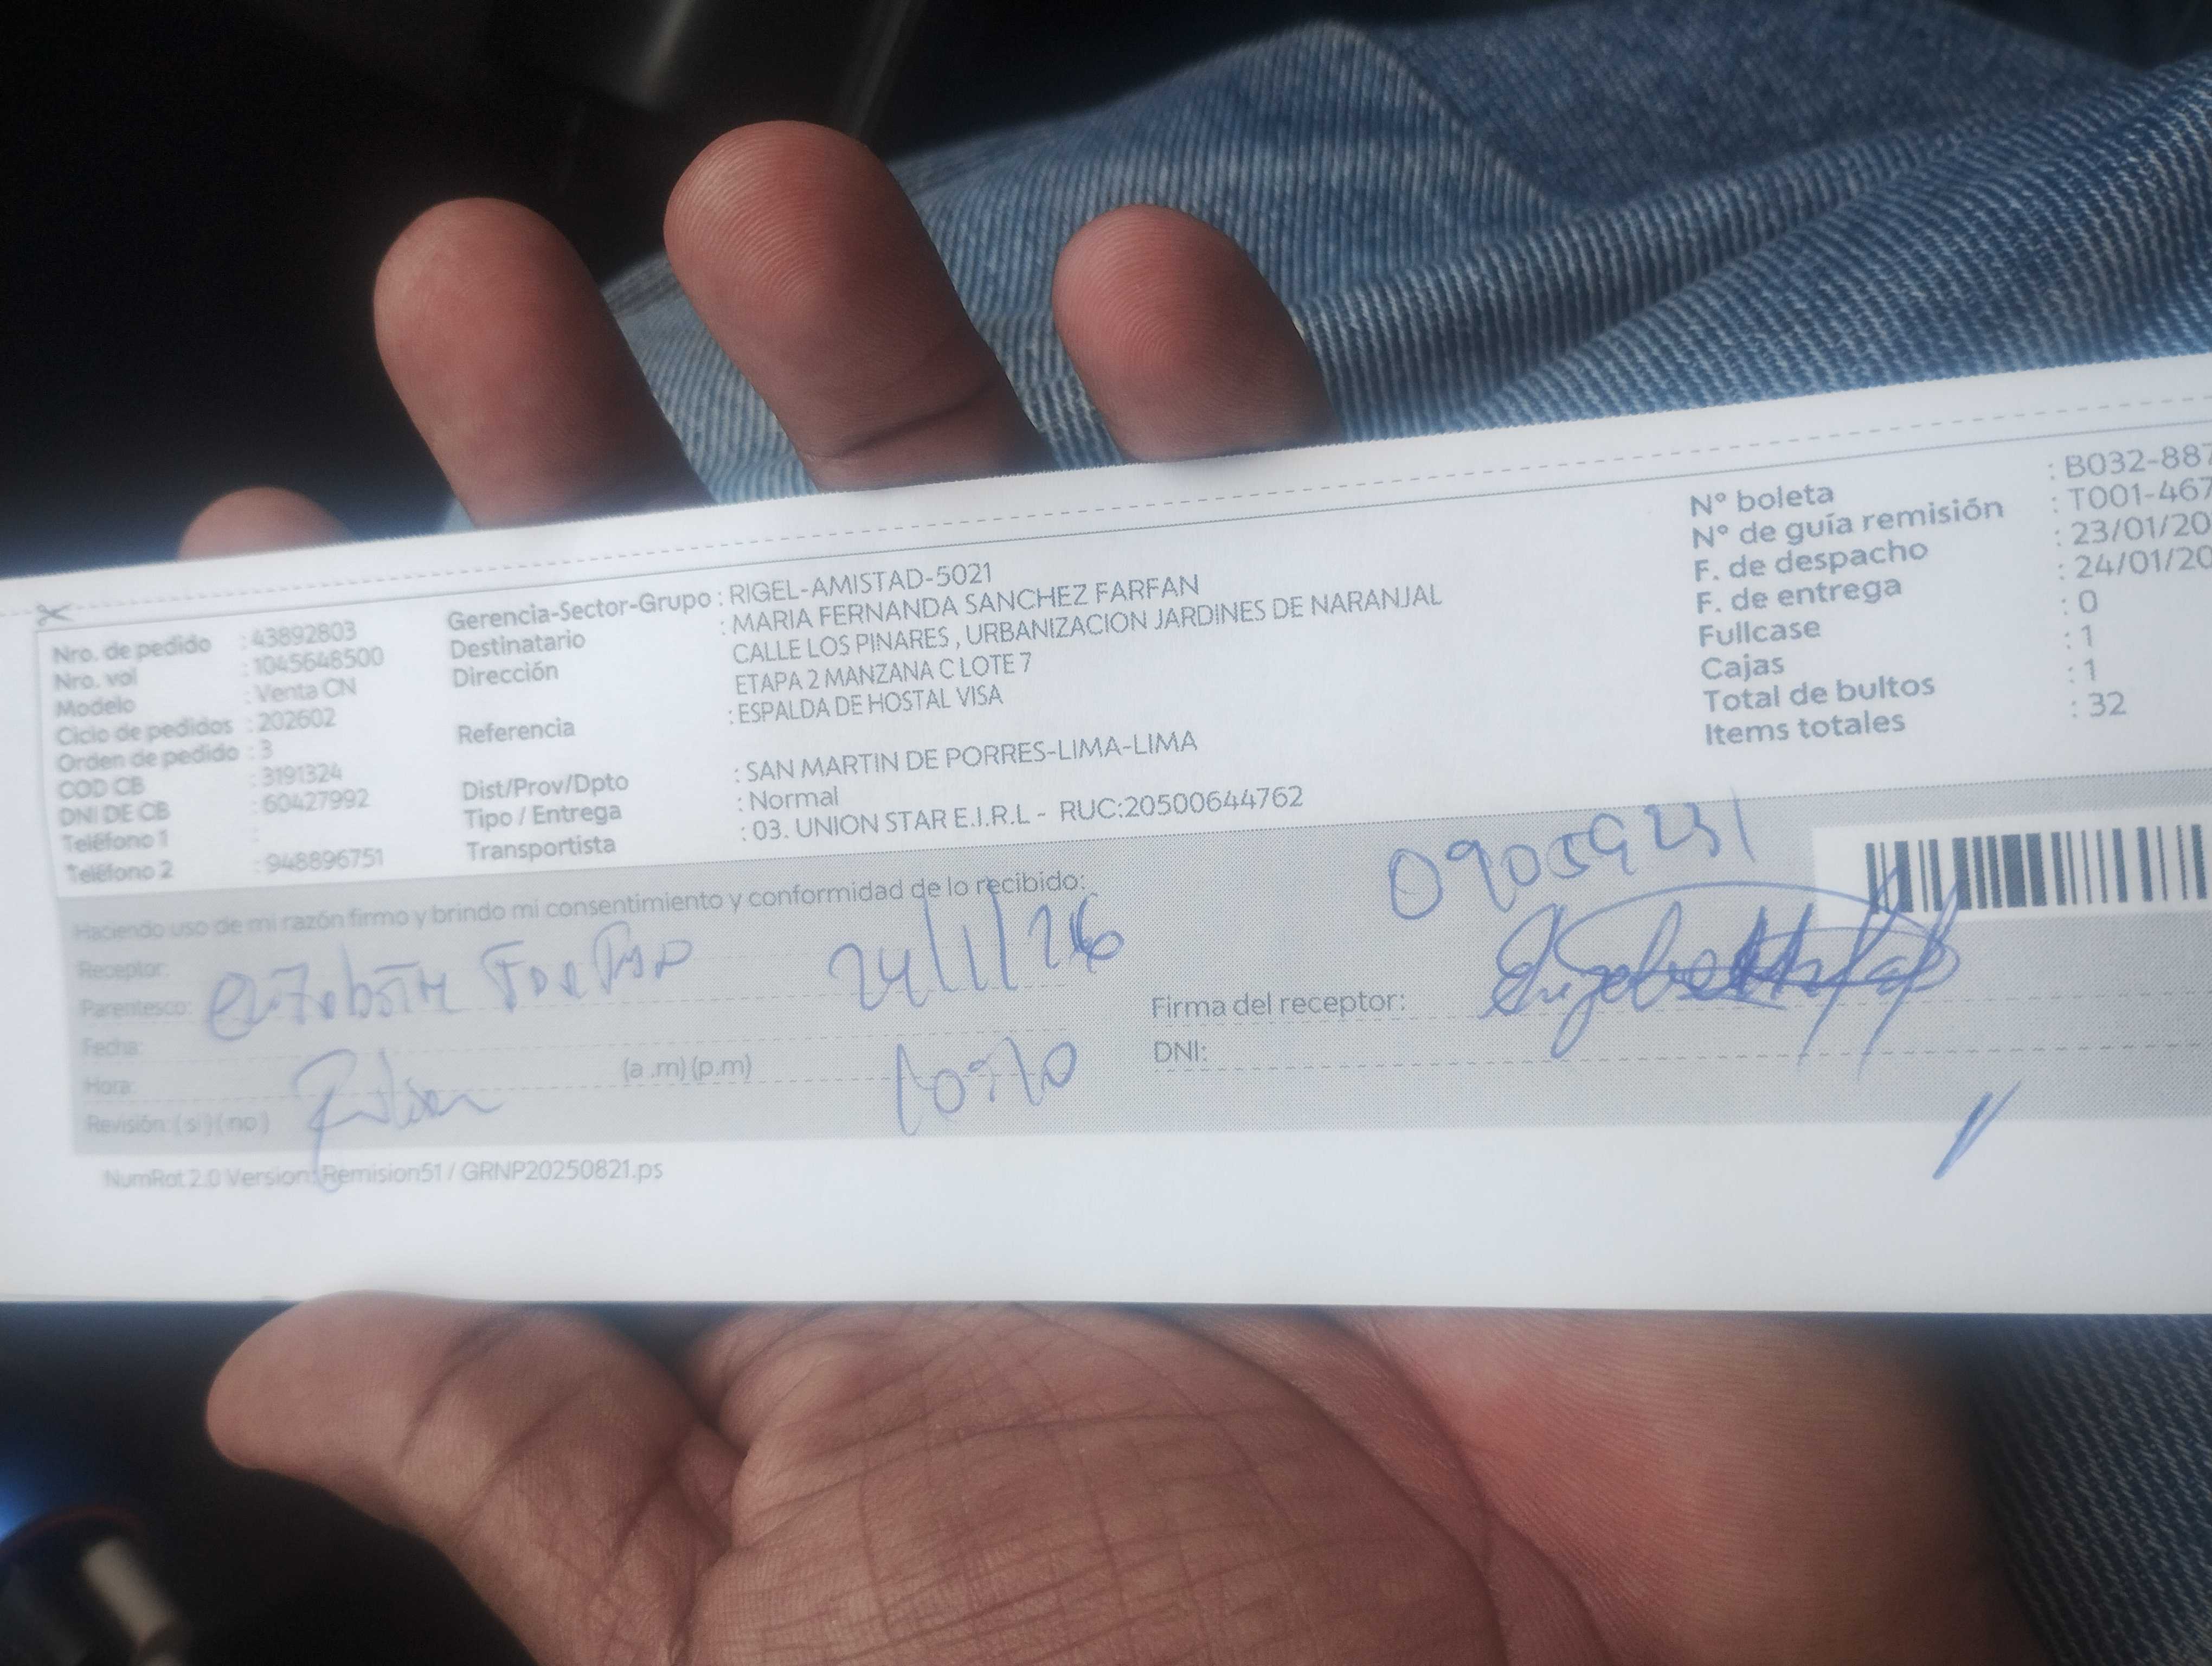 Nro. de pedido : 43892803
Nro. vol : 1045648500
Modelo : Venta CN
Ciclo de pedidos : 202602
Orden de pedido : 3
COD CB : 3191324
DNI DE CB : 60427992
Teléfono 1 :
Teléfono 2 : 948896751
Gerencia-Sector-Grupo : RIGEL-AMISTAD-5021
Destinatario : MARIA FERNANDA SANCHEZ FARFAN
Dirección CALLE LOS PINARES , URBANIZACION JARDINES DE NARANJAL
ETAPA 2 MANZANA C LOTE 7
Referencia : ESPALDA DE HOSTAL VISA
Dist/Prov/Dpto : SAN MARTIN DE PORRES-LIMA-LIMA
Tipo / Entrega : Normal
Transportista : 03. UNION STAR E.I.R.L - RUC:20500644762
N° boleta : B032-887
N° de guía remisión : T001-467
F. de despacho : 23/01/20
F. de entrega : 24/01/20
Fullcase : 0
Cajas : 1
Total de bultos : 1
Items totales : 32
Haciendo uso de mi razón firmo y brindo mi consentimiento y conformidad de lo recibido:
Receptor:
Parentesco: 24/1/26
Fecha:
Hora: (a .m) (p.m)
Revisión: ( si ) ( no )
Firma del receptor:
DNI:
NumRot 2.0 Version: Remision51 / GRNP20250821.ps